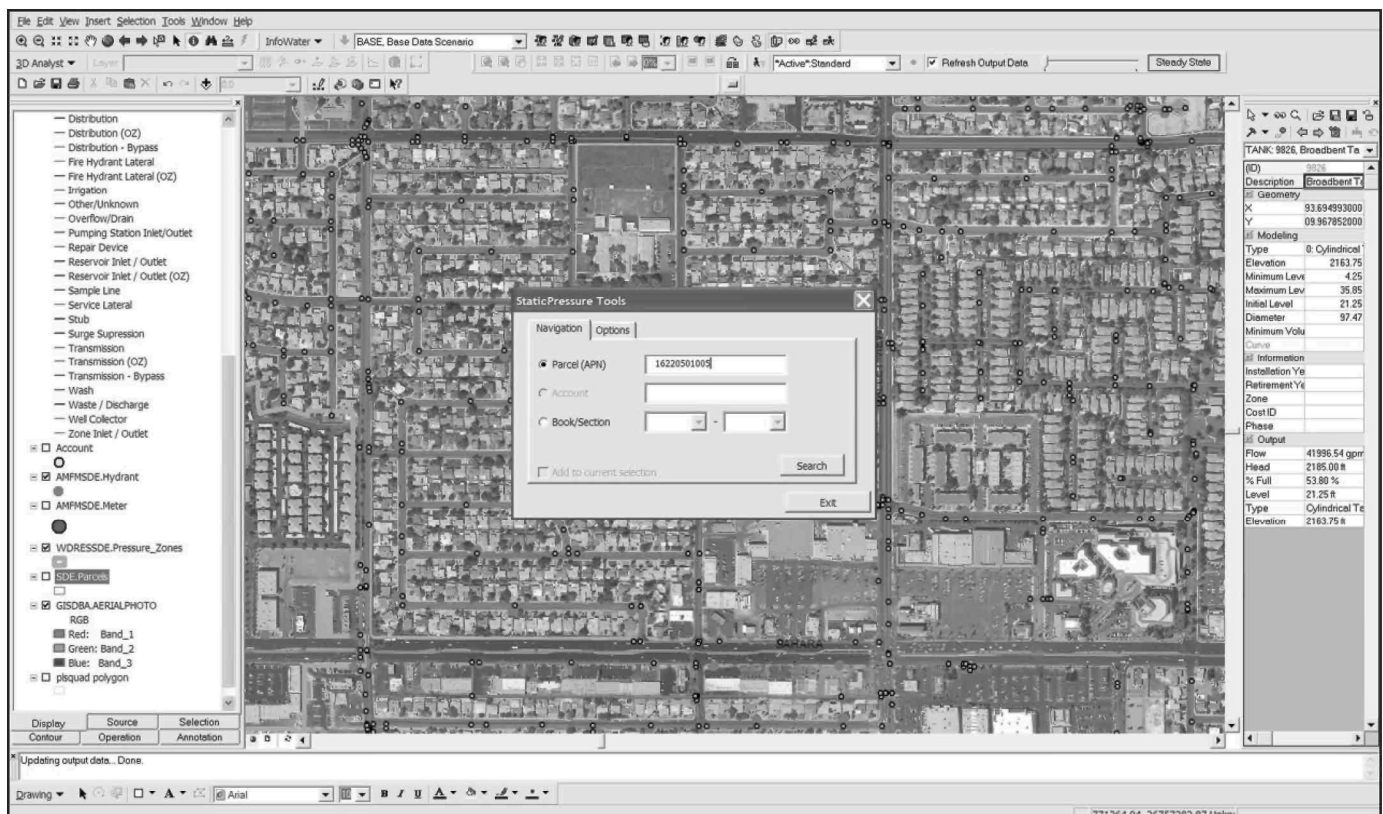 File Edit View Insert Selection Tools Window Help
InfoWater BASE, Base Data Scenario
3D Analyst Layer *Active*:Standard Refresh Output Data Steady State
Distribution
Distribution (OZ)
Distribution - Bypass
Fire Hydrant Lateral
Fire Hydrant Lateral (OZ)
Irrigation
Other/Unknown
Overflow/Drain
Pumping Station Inlet/Outlet
Repair Device
Reservoir Inlet / Outlet
Reservoir Inlet / Outlet (OZ)
Sample Line
Service Lateral
Stub
Surge Supression
Transmission
Transmission (OZ)
Transmission - Bypass
Wash
Waste / Discharge
Well Collector
Zone Inlet / Outlet
Account
AMFMSDE.Hydrant
AMFMSDE.Meter
WDRESSDE.Pressure_Zones
SDE.Parcels
GISDBA.AERIALPHOTO
RGB
Red: Band_1
Green: Band_2
Blue: Band_3
plsquad polygon
Display Source Selection
Contour Operation Annotation
StaticPressure Tools
Navigation Options
Parcel (APN) 16220501005
Account
Book/Section -
Add to current selection Search
Exit
SAHARA
TANK: 9826, Broadbent Ta
(ID) 9826
Description Broadbent Ta
Geometry
X 93.694993000
Y 09.967852000
Modeling
Type 0: Cylindrical
Elevation 2163.75
Minimum Leve 4.25
Maximum Lev 35.85
Initial Level 21.25
Diameter 97.47
Minimum Volu
Curve
Information
Installation Ye
Retirement Ye
Zone
Cost ID
Phase
Output
Flow 41996.54 gpm
Head 2185.00 ft
% Full 53.80 %
Level 21.25 ft
Type Cylindrical Ta
Elevation 2163.75 ft
Updating output data... Done.
Drawing A Arial 10 B I U A